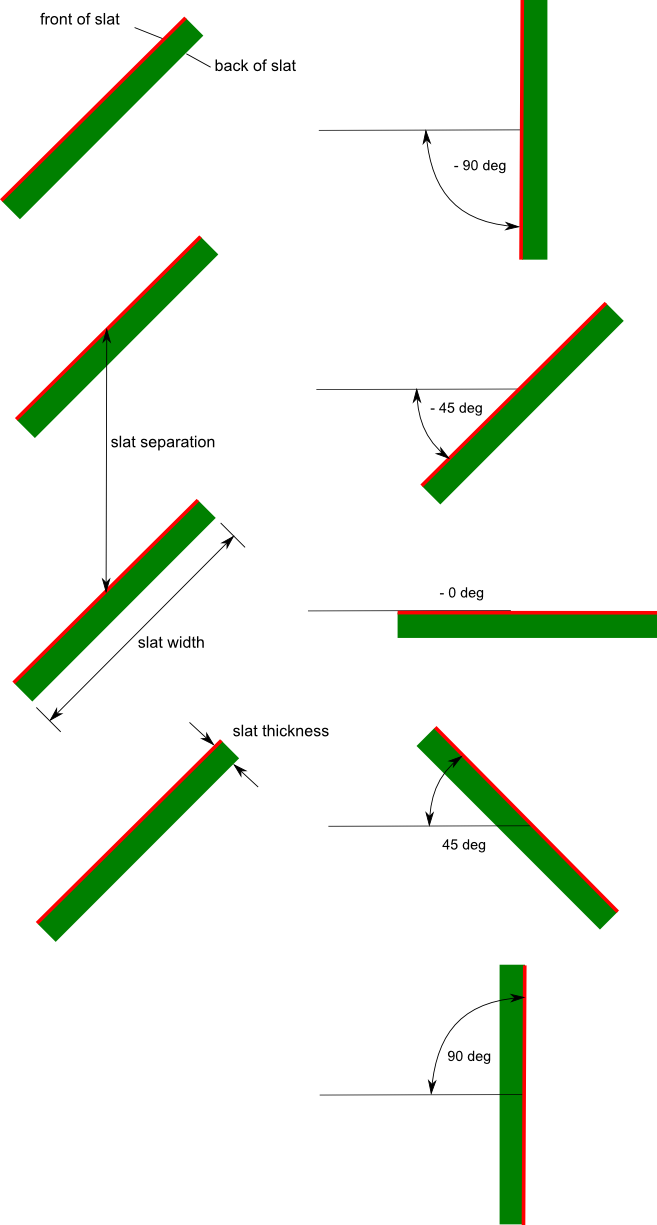 front of slat
back of slat
- 90 deg
slat separation
- 45 deg
- 0 deg
slat width
slat thickness
45 deg
90 deg